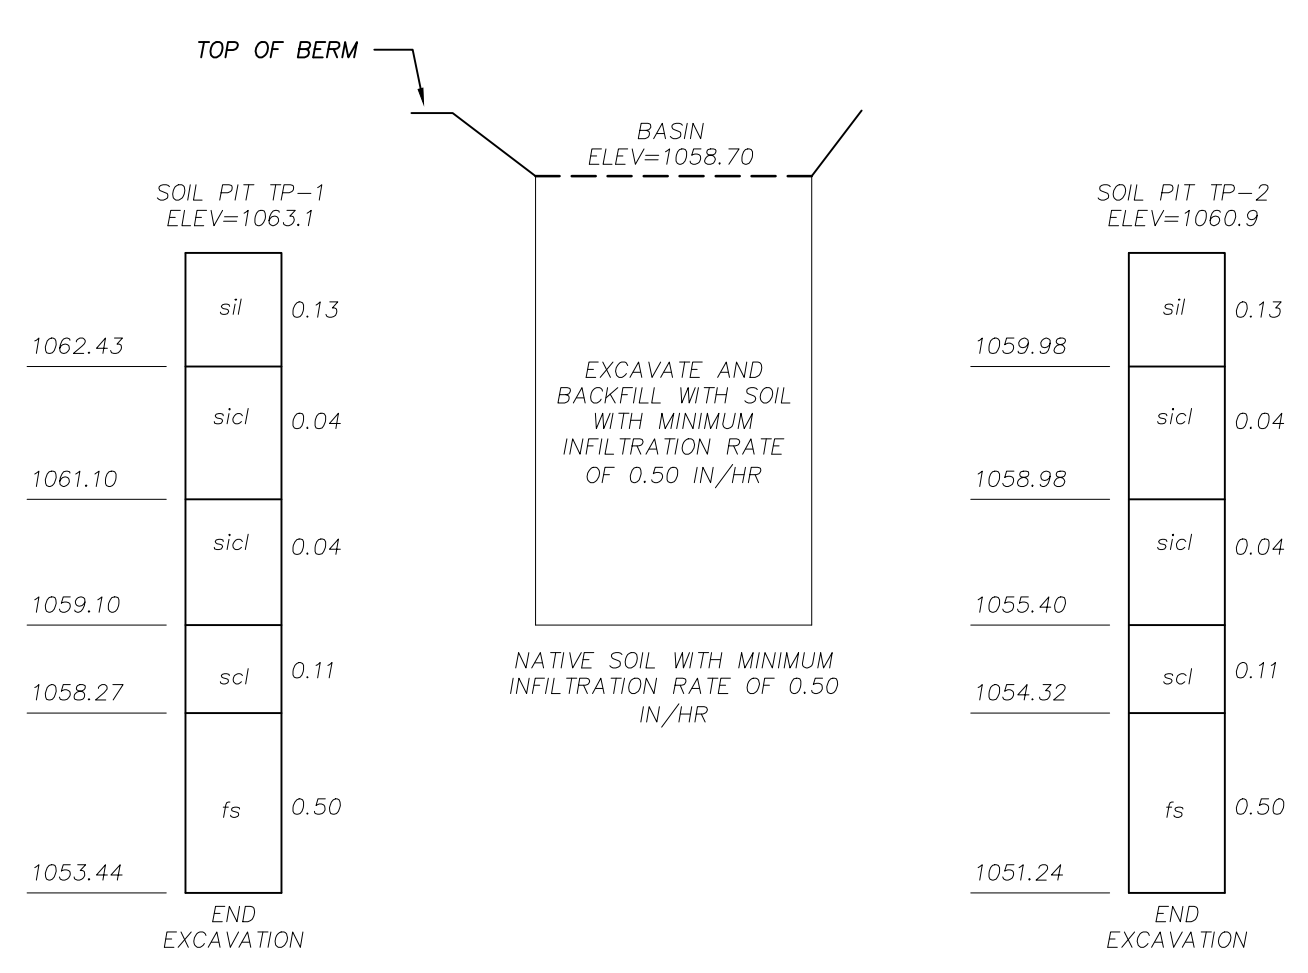 TOP OF BERM
BASIN
ELEV=1058.70
SOIL PIT TP-1
ELEV=1063.1
sil
0.13
1062.43
sicl
0.04
1061.10
sicl
0.04
1059.10
scl
0.11
1058.27
fs
0.50
1053.44
END
EXCAVATION
EXCAVATE AND
BACKFILL WITH SOIL
WITH MINIMUM
INFILTRATION RATE
OF 0.50 IN/HR
NATIVE SOIL WITH MINIMUM
INFILTRATION RATE OF 0.50
IN/HR
SOIL PIT TP-2
ELEV=1060.9
sil
0.13
1059.98
sicl
0.04
1058.98
sicl
0.04
1055.40
scl
0.11
1054.32
fs
0.50
1051.24
END
EXCAVATION